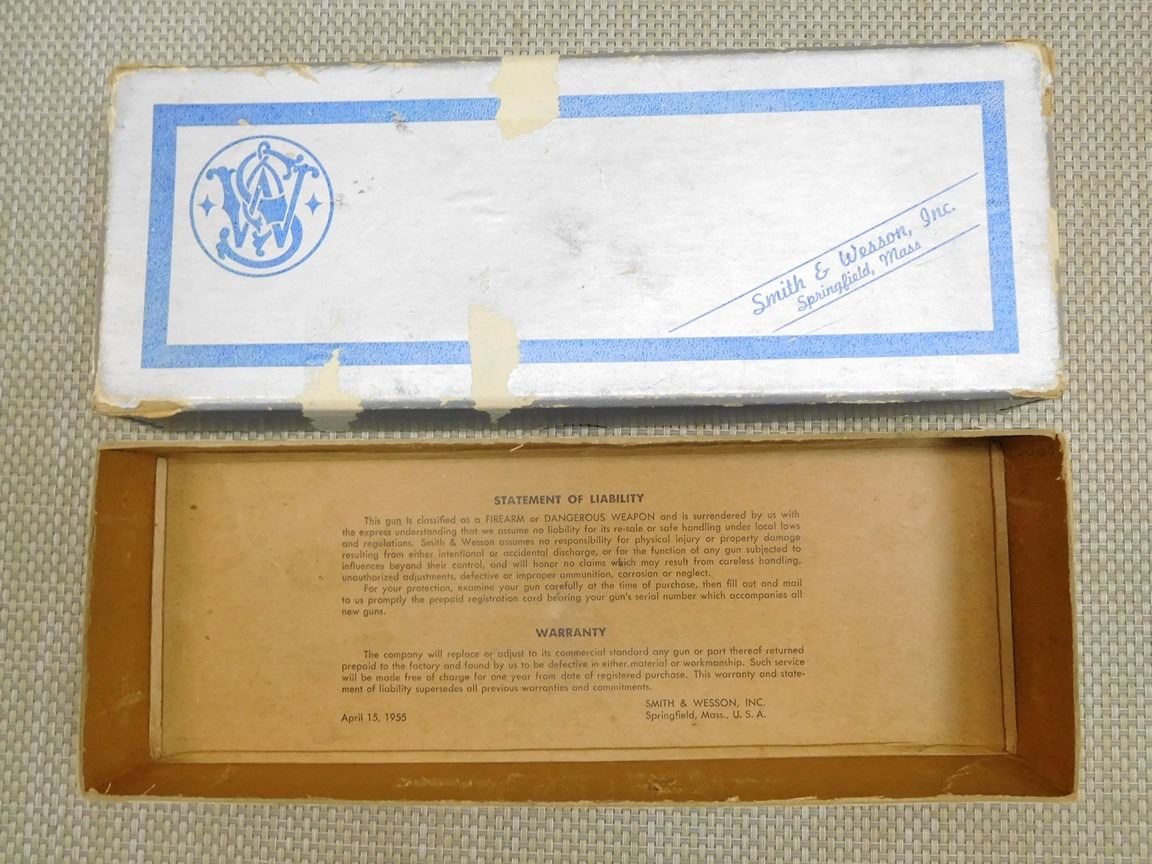 Smith & Wesson, Inc.
Springfield, Mass
STATEMENT OF LIABILITY
This gun is classified as a FIREARM or DANGEROUS WEAPON and is surrendered by us with
the express understanding that we assume no liability for its re-sale or safe handling under local laws
and regulations. Smith & Wesson assumes no responsibility for physical injury or property damage
resulting from either intentional or accidental discharge, or for the function of any gun subjected to
influences beyond their control, and will honor no claims which may result from careless handling,
unauthorized adjustments, defective or improper ammunition, corrosion or neglect.
For your protection, examine your gun carefully at the time of purchase, then fill out and mail
to us promptly the prepaid registration card bearing your gun's serial number which accompanies all
new guns.
WARRANTY
The company will replace or adjust to its commercial standard any gun or part thereof returned
prepaid to the factory and found by us to be defective in either material or workmanship. Such service
will be made free of charge for one year from date of registered purchase. This warranty and state-
ment of liability supersedes all previous warranties and commitments.
SMITH & WESSON, INC.
April 15, 1955 Springfield, Mass., U. S. A.